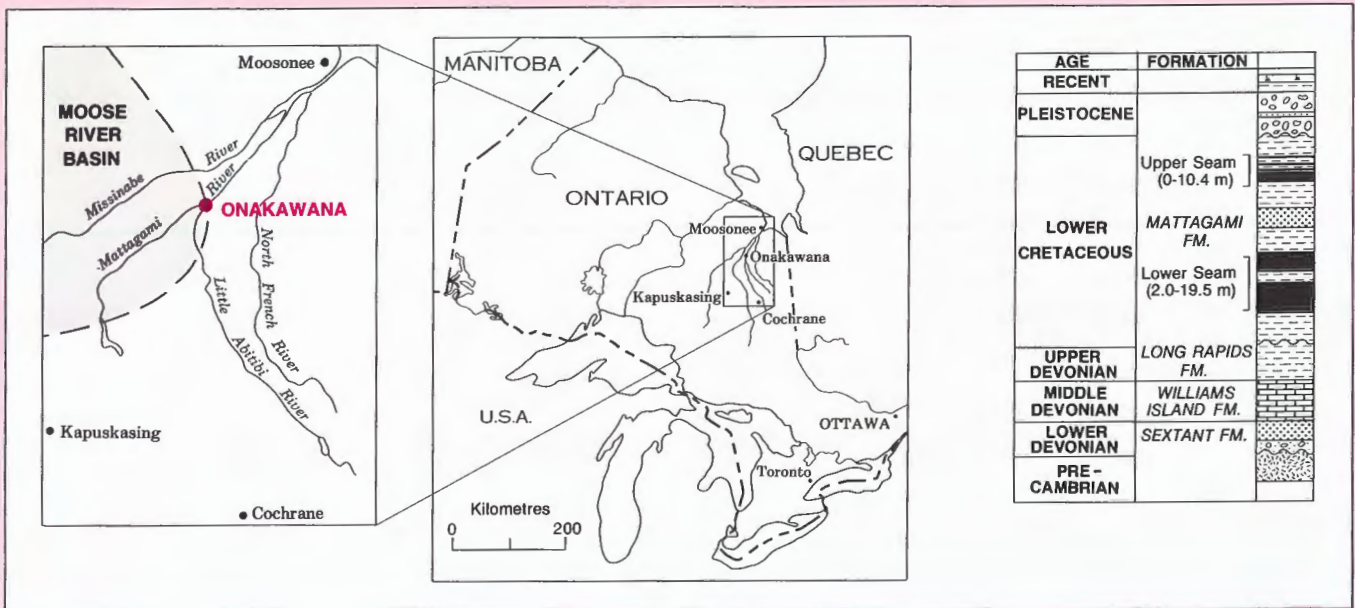 Moosonee
MOOSE
RIVER
BASIN
Missinabe River
River
ONAKAWANA
Mattagami
North French River
Little Abitibi River
Kapuskasing
Cochrane
MANITOBA
QUEBEC
ONTARIO
Moosonee
Onakawana
Kapuskasing
Cochrane
U.S.A.
OTTAWA
Toronto
Kilometres
0 200
AGE FORMATION
RECENT
PLEISTOCENE
Upper Seam
(0-10.4 m)
LOWER
CRETACEOUS
MATTAGAMI
FM.
Lower Seam
(2.0-19.5 m)
UPPER
DEVONIAN
LONG RAPIDS
FM.
MIDDLE
DEVONIAN
WILLIAMS
ISLAND FM.
LOWER
DEVONIAN
SEXTANT FM.
PRE-
CAMBRIAN